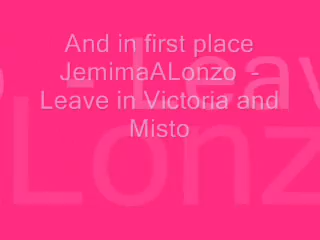 And in first place
JemimaALonzo -
Leave in Victoria and
Misto